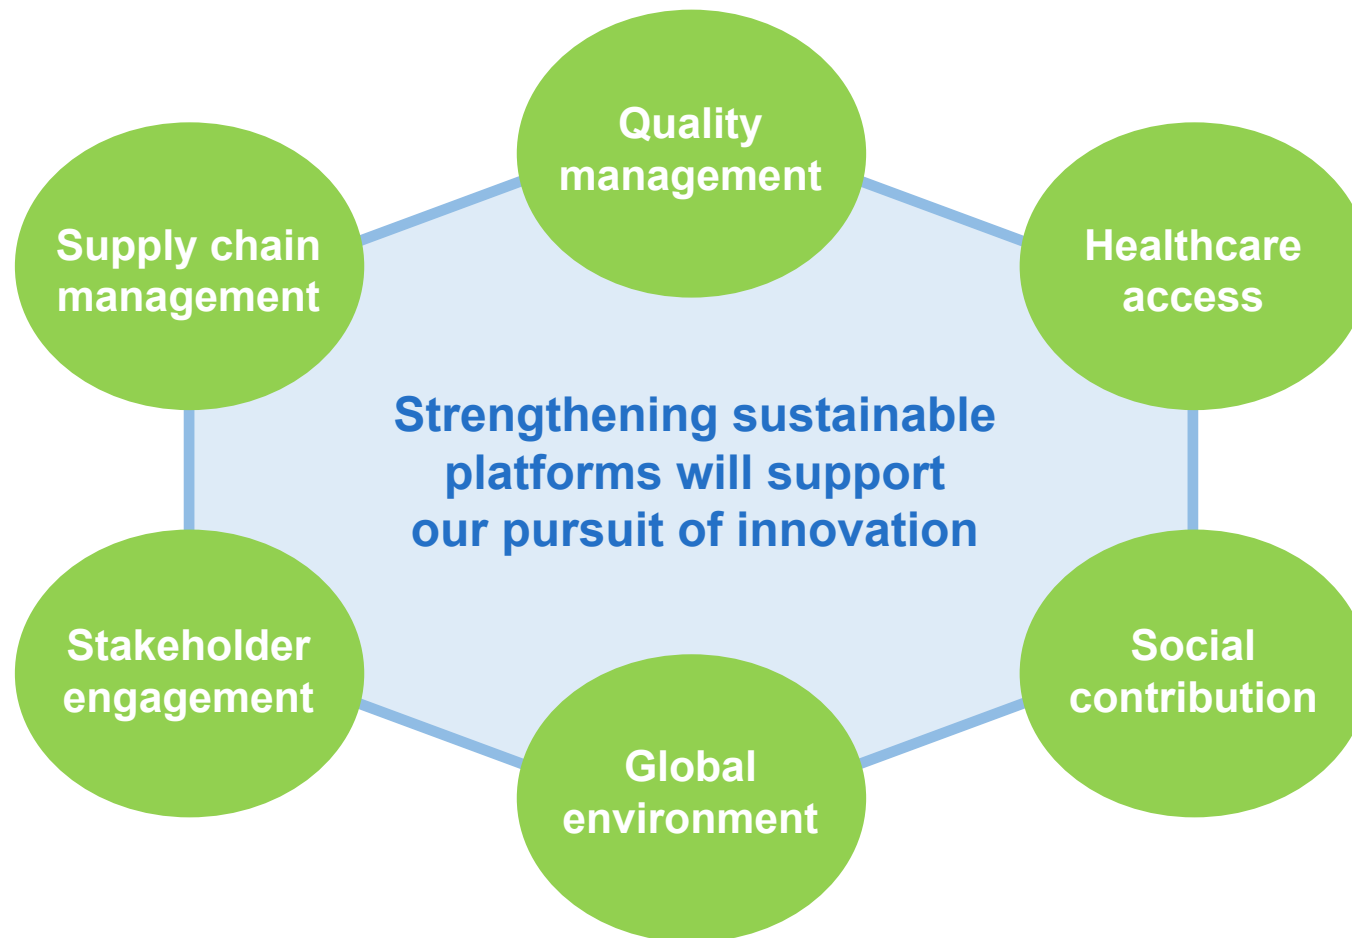 Quality
management
Supply chain
management
Healthcare
access
Strengthening sustainable
platforms will support
our pursuit of innovation
Stakeholder
engagement
Social
contribution
Global
environment